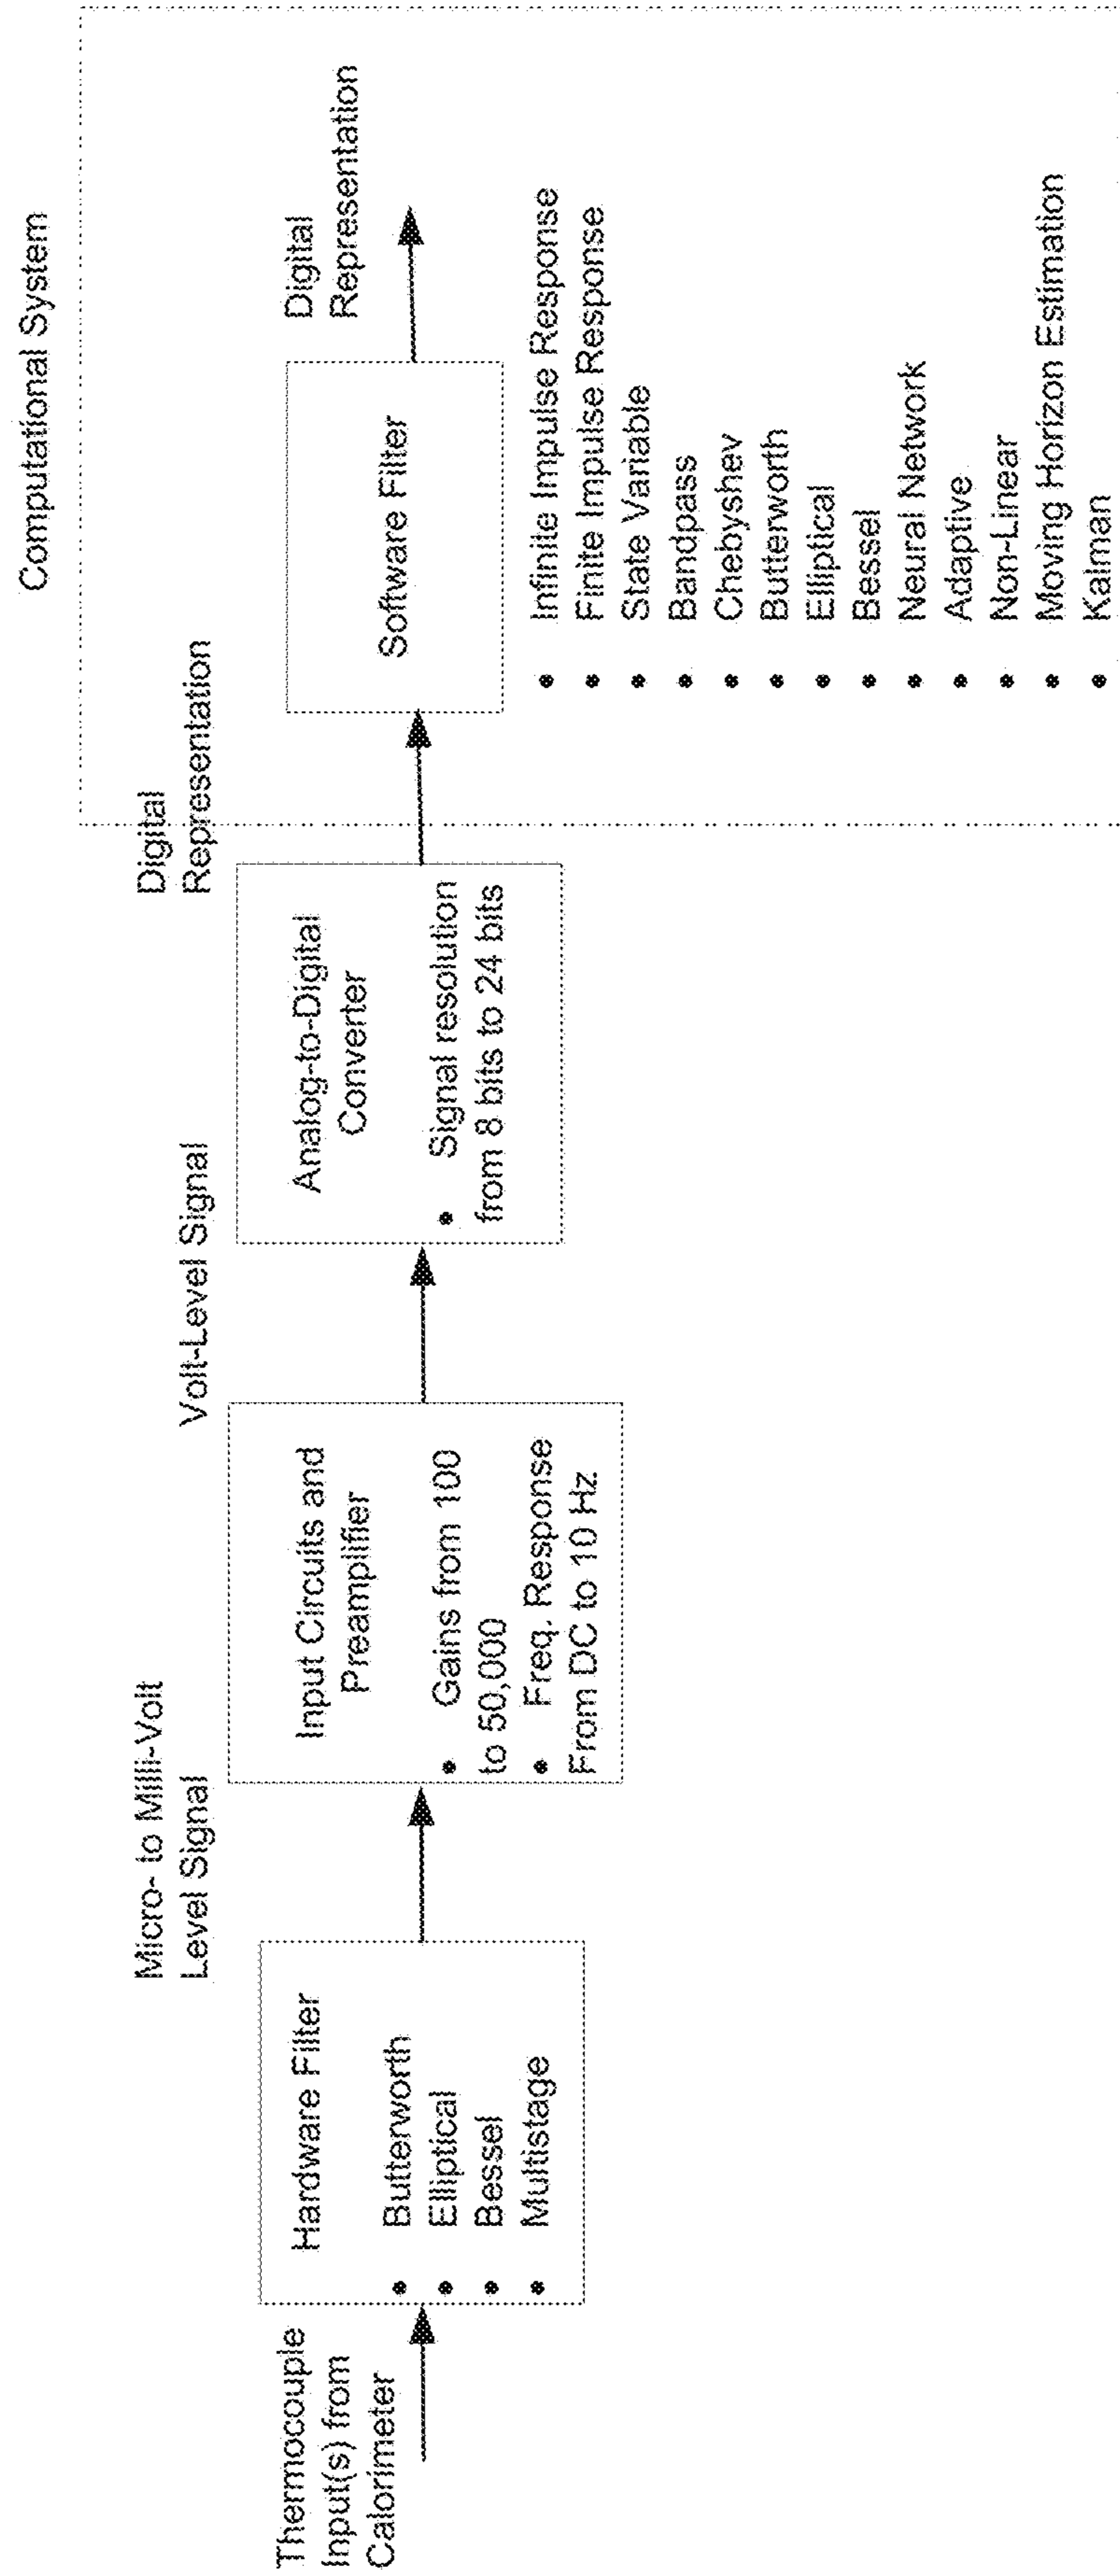 Computational System
Thermocouple
Input(s) from
Calorimeter
Hardware Filter
• Butterworth
• Elliptical
• Bessel
• Multistage
Micro- to Milli-Volt
Level Signal
Input Circuits and
Preamplifier
• Gains from 100
to 50,000
• Freq. Response
From DC to 10 Hz
Volt-Level Signal
Analog-to-Digital
Converter
• Signal resolution
from 8 bits to 24 bits
Digital
Representation
Software Filter
Digital
Representation
• Infinite Impulse Response
• Finite Impulse Response
• State Variable
• Bandpass
• Chebyshev
• Butterworth
• Elliptical
• Bessel
• Neural Network
• Adaptive
• Non-Linear
• Moving Horizon Estimation
• Kalman